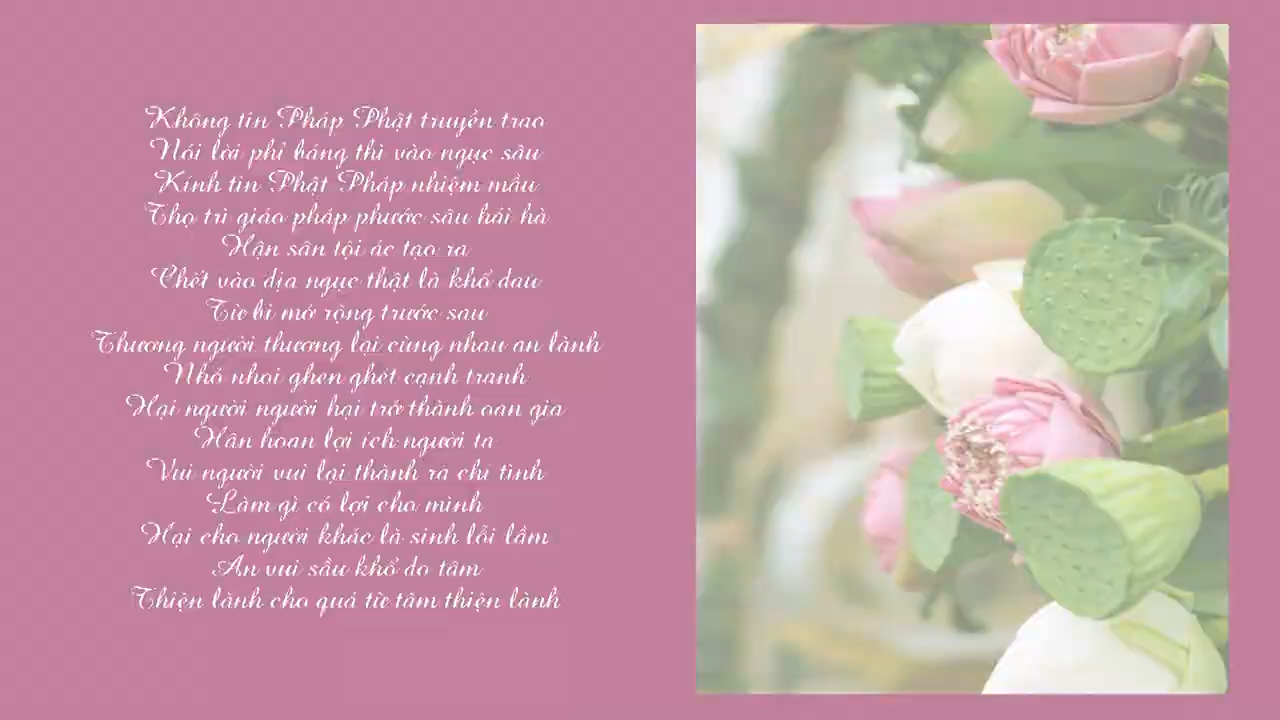 Không tin Pháp Phật truyền trao
Nói lời phỉ báng thì vào ngục sâu
Kính tin Phật Pháp nhiệm mầu
Thọ trì giáo pháp phước sâu hải hà
Hận sân tội ác tạo ra
Chết vào địa ngục thật là khổ đau
Từ bi mở rộng trước sau
Thương người thương lại cùng nhau an lành
Nhỏ nhoi ghen ghét cạnh tranh
Hại người người hại trở thành oan gia
Hân hoan lợi ích người ta
Vui người vui lại thành ra chí tình
Làm gì có lợi cho mình
Hại cho người khác là sinh lỗi lầm
An vui sầu khổ do tâm
Thiện lành cho quả từ tâm thiện lành